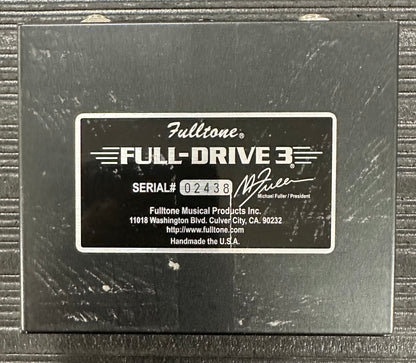 Fulltone®
FULL-DRIVE 3®
SERIAL# 02438 M Fuller
Michael Fuller / President
Fulltone Musical Products Inc.
11018 Washington Blvd. Culver City, CA. 90232
http://www.fulltone.com
Handmade the U.S.A.